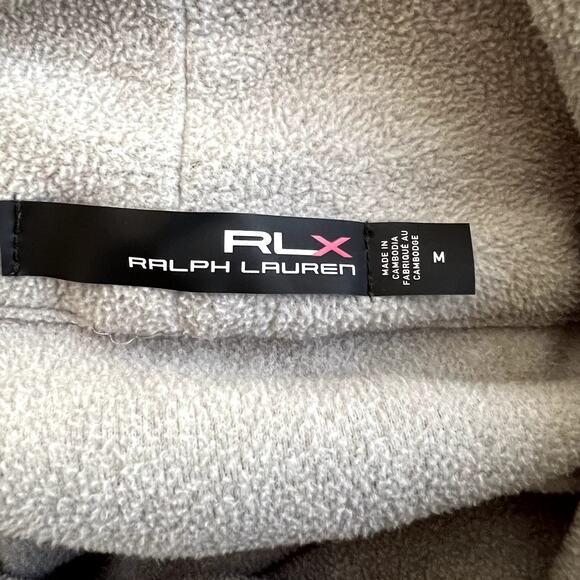 RLX
RALPH LAUREN
MADE IN
CAMBODIA
FABRIQUÉ AU
CAMBODGE
M